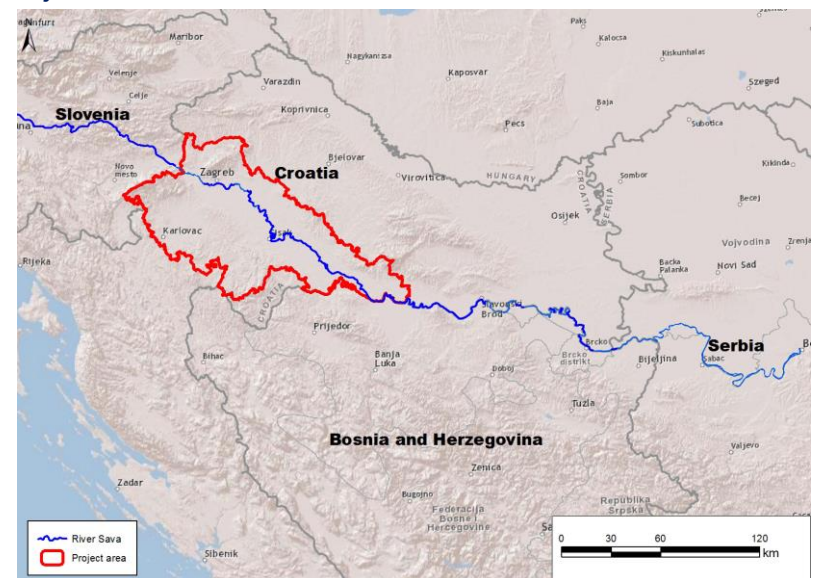 Maribor
Paks
Kalocsa
Kiskunhalas
Nagykanizsa
Velenje
Kaposvar
Varazdin
Szeged
Celje
Slovenia
Koprivnica
Baja
Pecs
Subotica
Novo
mesto
Zagreb
Croatia
Bjelovar
Virovitica
HUNGARY
CROATIA
SERBIA
Sombor
Kikinda
Becej
Karlovac
Osijek
Vojvodina
Zrenja
Rijeka
Backa
Palanka
Novi Sad
CROATIA
Brod
Prijedor
Brcko
Serbia
Bihac
Banja
Luka
Brcko
distrikt
Bijeljina
Sabac
Doboj
Tuzla
Bosnia and Herzegovina
Valjevo
Zenica
Zadar
Bugojno
Federacija
Bosne i
Hercegovine
Republika
Srpska
Sibenik
River Sava
Project area
0 30 60 120
km